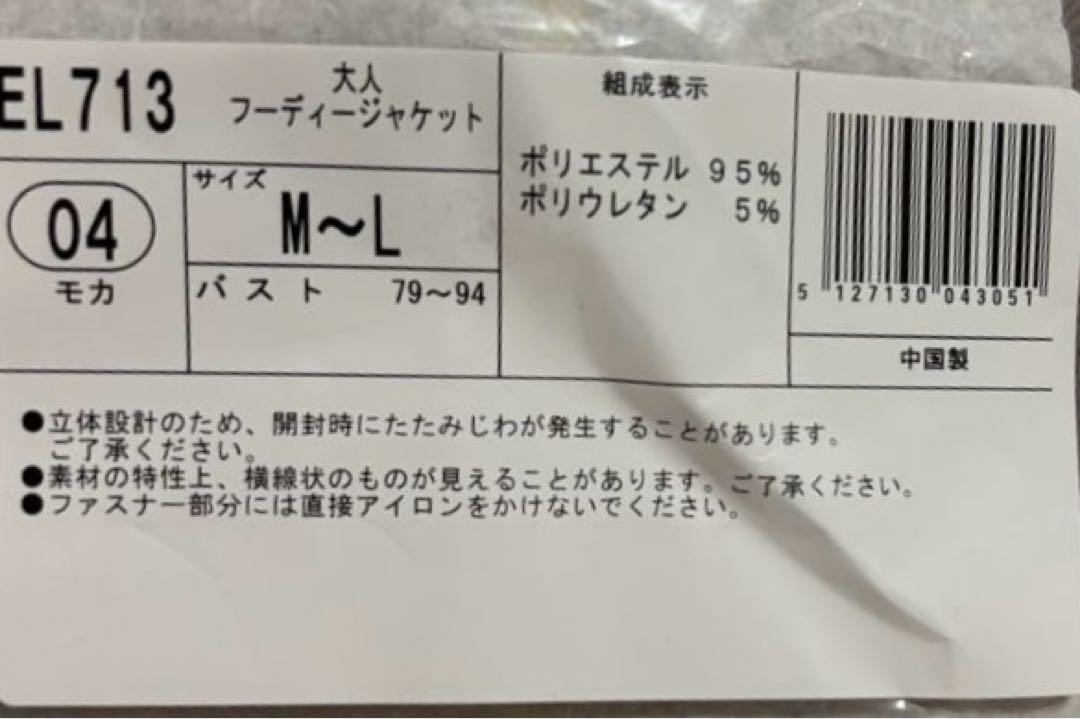 EL713
大人
フーディージャケット
04
モカ
サイズ
M〜L
バスト 79〜94
組成表示
ポリエステル 95%
ポリウレタン 5%
5 127130 043051
中国製
●立体設計のため、開封時にたたみじわが発生することがあります。
ご了承ください。
●素材の特性上、横線状のものが見えることがあります。ご了承ください。
●ファスナー部分には直接アイロンをかけないでください。